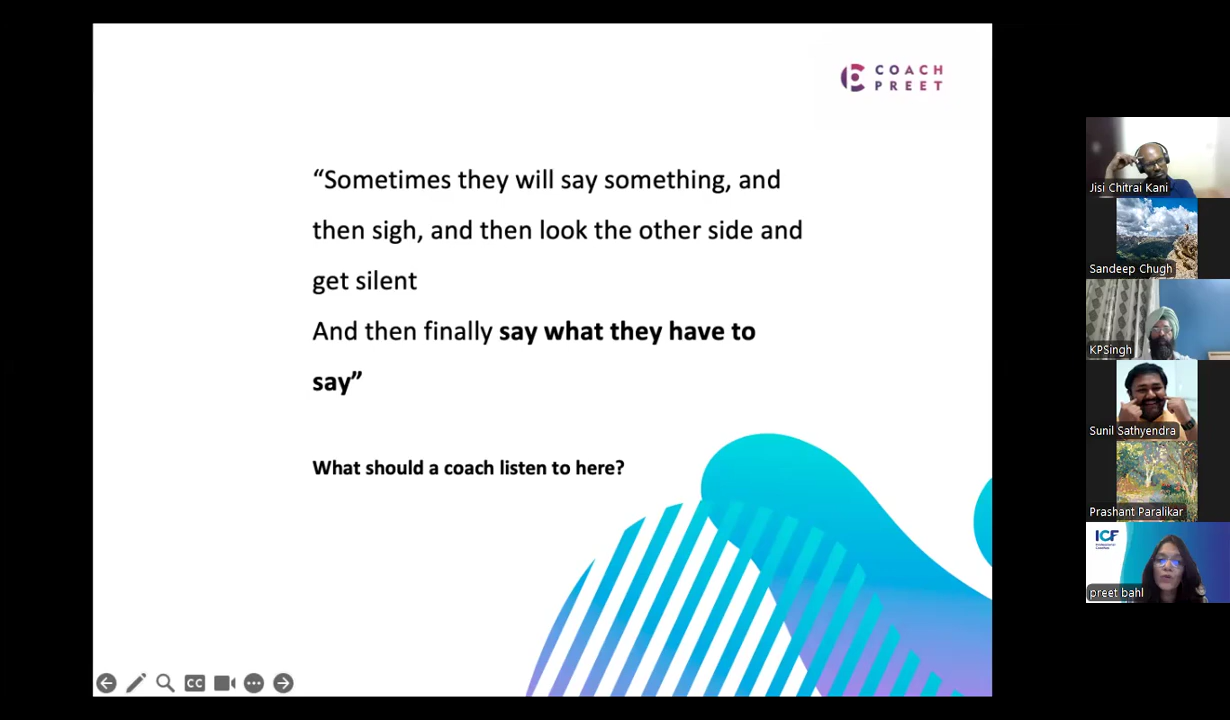 COACH
PREET
“Sometimes they will say something, and
then sigh, and then look the other side and
get silent
And then finally say what they have to
say”
What should a coach listen to here?
CC
Jisi Chitrai Kani
Sandeep Chugh
KPSingh
Sunil Sathyendra
Prashant Paralikar
ICF
preet bahl